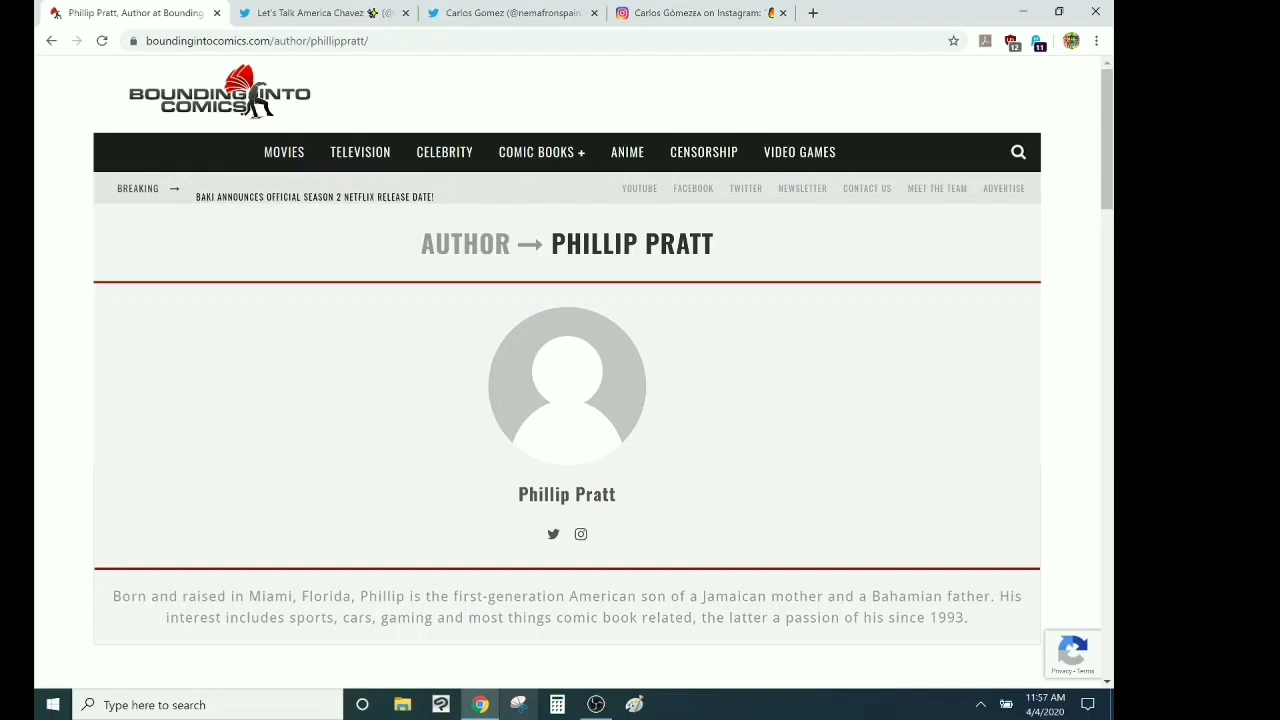 Phillip Pratt, Author at Bounding
Let's Talk America Chavez (@
Carlos Gomez (@nemafronspain
Carlos Gómez on Instagram: "
boundingintocomics.com/author/phillippratt/
12
11
BOUNDING INTO
COMICS
MOVIES TELEVISION CELEBRITY COMIC BOOKS + ANIME CENSORSHIP VIDEO GAMES
BREAKING → BAKI ANNOUNCES OFFICIAL SEASON 2 NETFLIX RELEASE DATE! YOUTUBE FACEBOOK TWITTER NEWSLETTER CONTACT US MEET THE TEAM ADVERTISE
AUTHOR → PHILLIP PRATT
Phillip Pratt
Born and raised in Miami, Florida, Phillip is the first-generation American son of a Jamaican mother and a Bahamian father. His
interest includes sports, cars, gaming and most things comic book related, the latter a passion of his since 1993.
Privacy - Terms
Type here to search
11:57 AM
4/4/2020